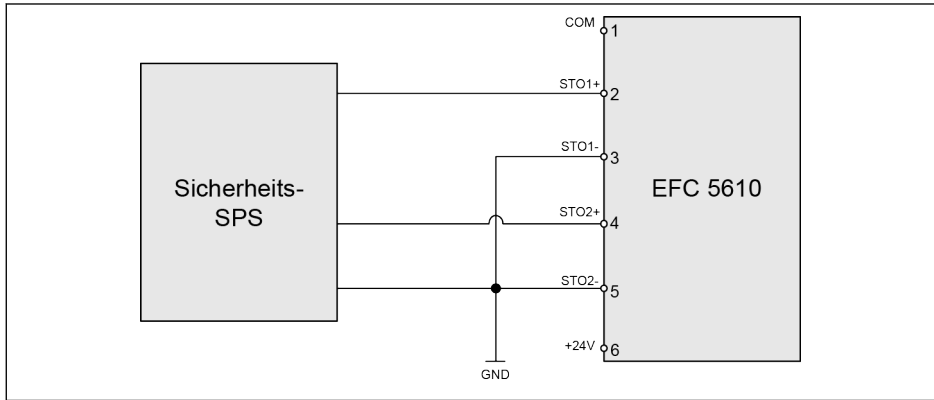 COM
1
STO1+
2
STO1-
3
Sicherheits-
SPS
EFC 5610
STO2+
4
STO2-
5
+24V
6
GND